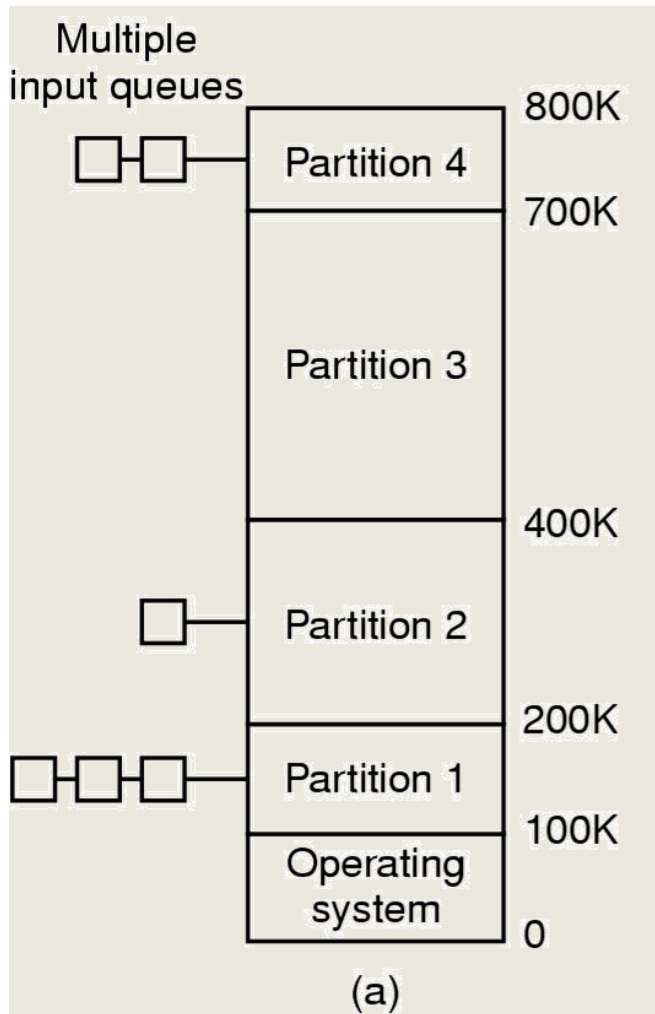 Multiple
input queues
800K
Partition 4
700K
Partition 3
400K
Partition 2
200K
Partition 1
100K
Operating
system
0
(a)